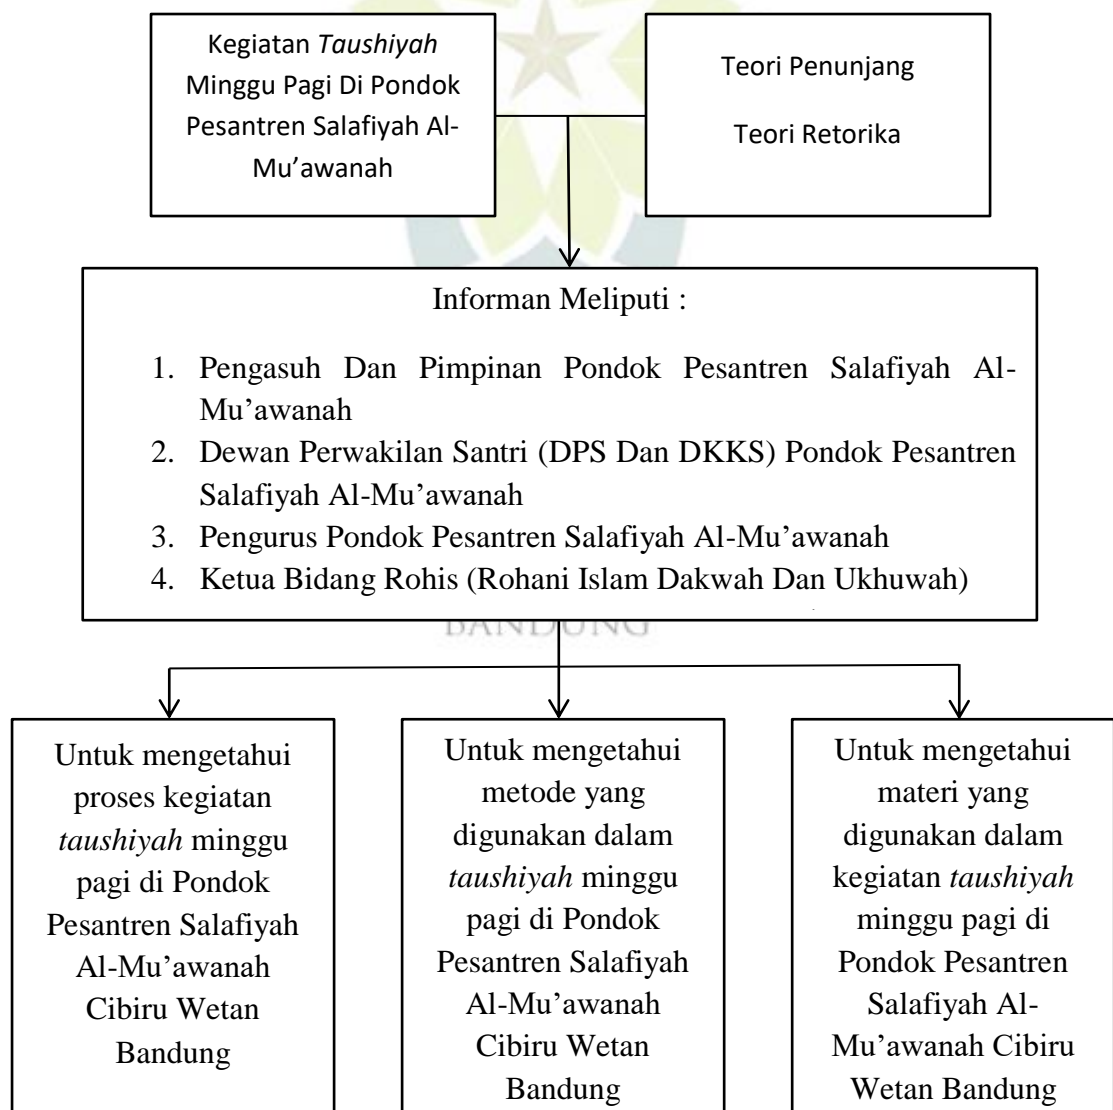 Kegiatan Taushiyah
Minggu Pagi Di Pondok
Pesantren Salafiyah Al-
Mu’awanah
Teori Penunjang
Teori Retorika
Informan Meliputi :
1. Pengasuh Dan Pimpinan Pondok Pesantren Salafiyah Al-
Mu’awanah
2. Dewan Perwakilan Santri (DPS Dan DKKS) Pondok Pesantren
Salafiyah Al-Mu’awanah
3. Pengurus Pondok Pesantren Salafiyah Al-Mu’awanah
4. Ketua Bidang Rohis (Rohani Islam Dakwah Dan Ukhuwah)
BANDUNG
Untuk mengetahui
proses kegiatan
taushiyah minggu
pagi di Pondok
Pesantren Salafiyah
Al-Mu’awanah
Cibiru Wetan
Bandung
Untuk mengetahui
metode yang
digunakan dalam
taushiyah minggu
pagi di Pondok
Pesantren Salafiyah
Al-Mu’awanah
Cibiru Wetan
Bandung
Untuk mengetahui
materi yang
digunakan dalam
kegiatan taushiyah
minggu pagi di
Pondok Pesantren
Salafiyah Al-
Mu’awanah Cibiru
Wetan Bandung